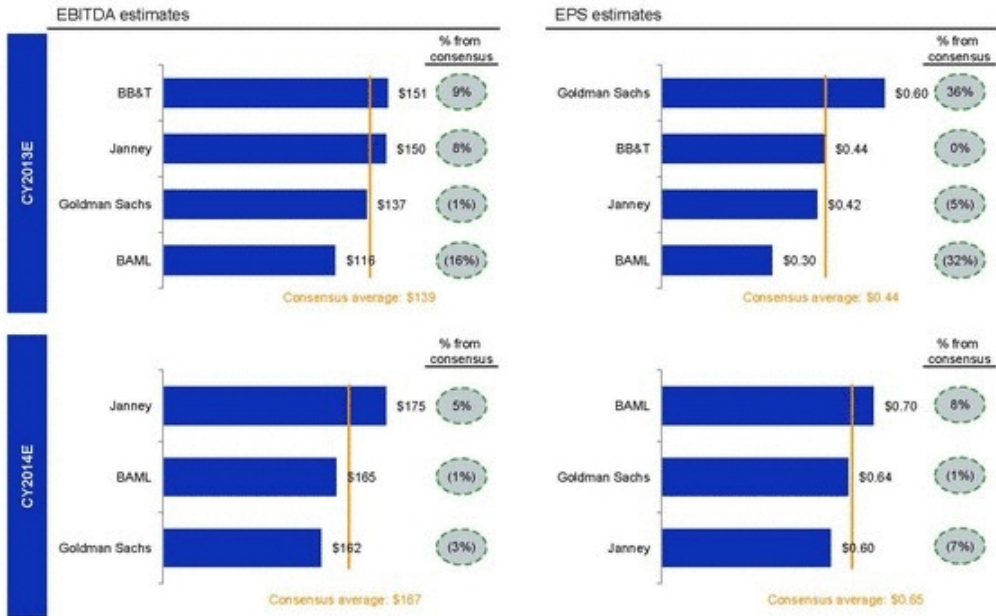 EBITDA estimates
EPS estimates
CY2013E
% from
consensus
BB&T $151 9%
Janney $150 8%
Goldman Sachs $137 (1%)
BAML $116 (16%)
Consensus average: $139
% from
consensus
Goldman Sachs $0.60 36%
BB&T $0.44 0%
Janney $0.42 (5%)
BAML $0.30 (32%)
Consensus average: $0.44
CY2014E
% from
consensus
Janney $175 5%
BAML $165 (1%)
Goldman Sachs $162 (3%)
Consensus average: $167
% from
consensus
BAML $0.70 8%
Goldman Sachs $0.64 (1%)
Janney $0.60 (7%)
Consensus average: $0.65